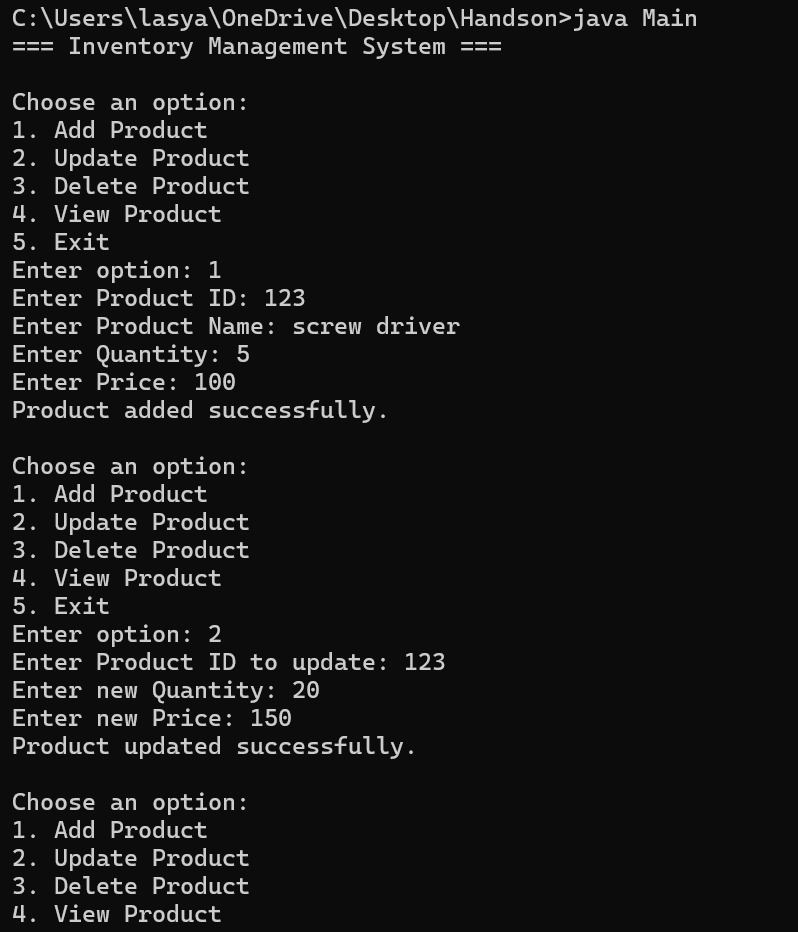 C:\Users\lasya\OneDrive\Desktop\Handson>java Main
=== Inventory Management System ===
Choose an option:
1. Add Product
2. Update Product
3. Delete Product
4. View Product
5. Exit
Enter option: 1
Enter Product ID: 123
Enter Product Name: screw driver
Enter Quantity: 5
Enter Price: 100
Product added successfully.
Choose an option:
1. Add Product
2. Update Product
3. Delete Product
4. View Product
5. Exit
Enter option: 2
Enter Product ID to update: 123
Enter new Quantity: 20
Enter new Price: 150
Product updated successfully.
Choose an option:
1. Add Product
2. Update Product
3. Delete Product
4. View Product